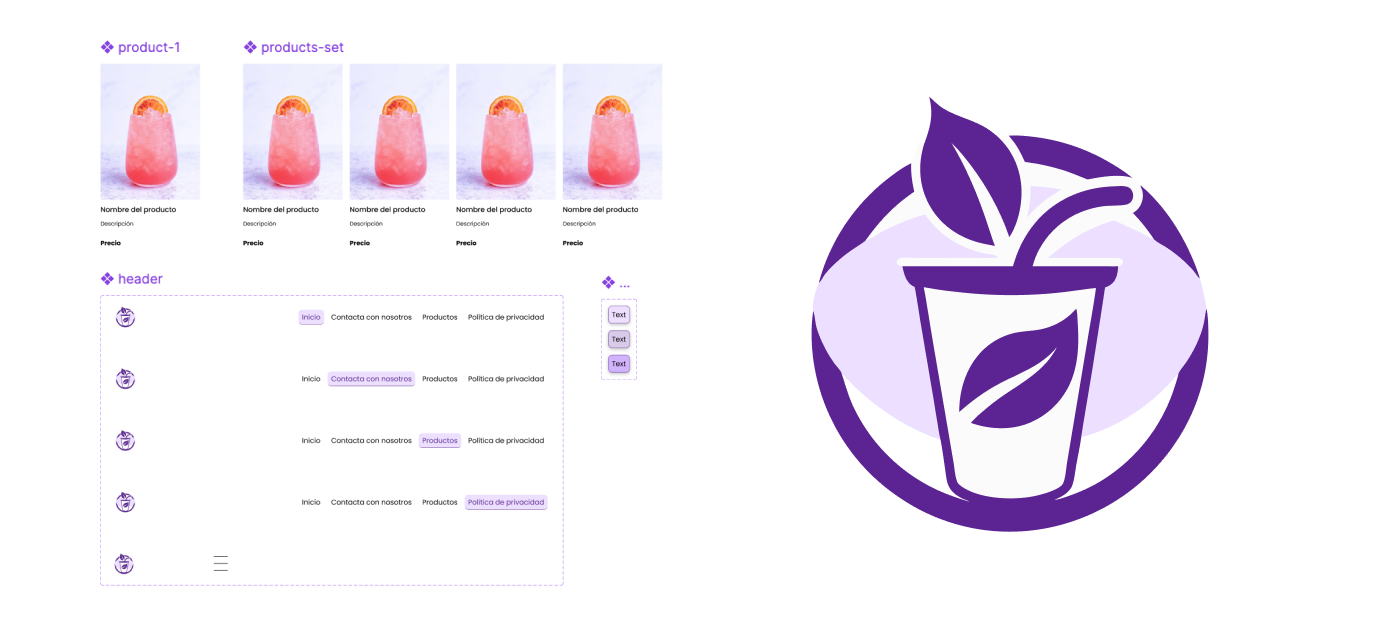 product-1
products-set
Nombre del producto
Descripción
Precio
Nombre del producto
Descripción
Precio
Nombre del producto
Descripción
Precio
Nombre del producto
Descripción
Precio
Nombre del producto
Descripción
Precio
header
...
Inicio Contacta con nosotros Productos Política de privacidad
Inicio Contacta con nosotros Productos Política de privacidad
Inicio Contacta con nosotros Productos Política de privacidad
Inicio Contacta con nosotros Productos Política de privacidad
Text
Text
Text